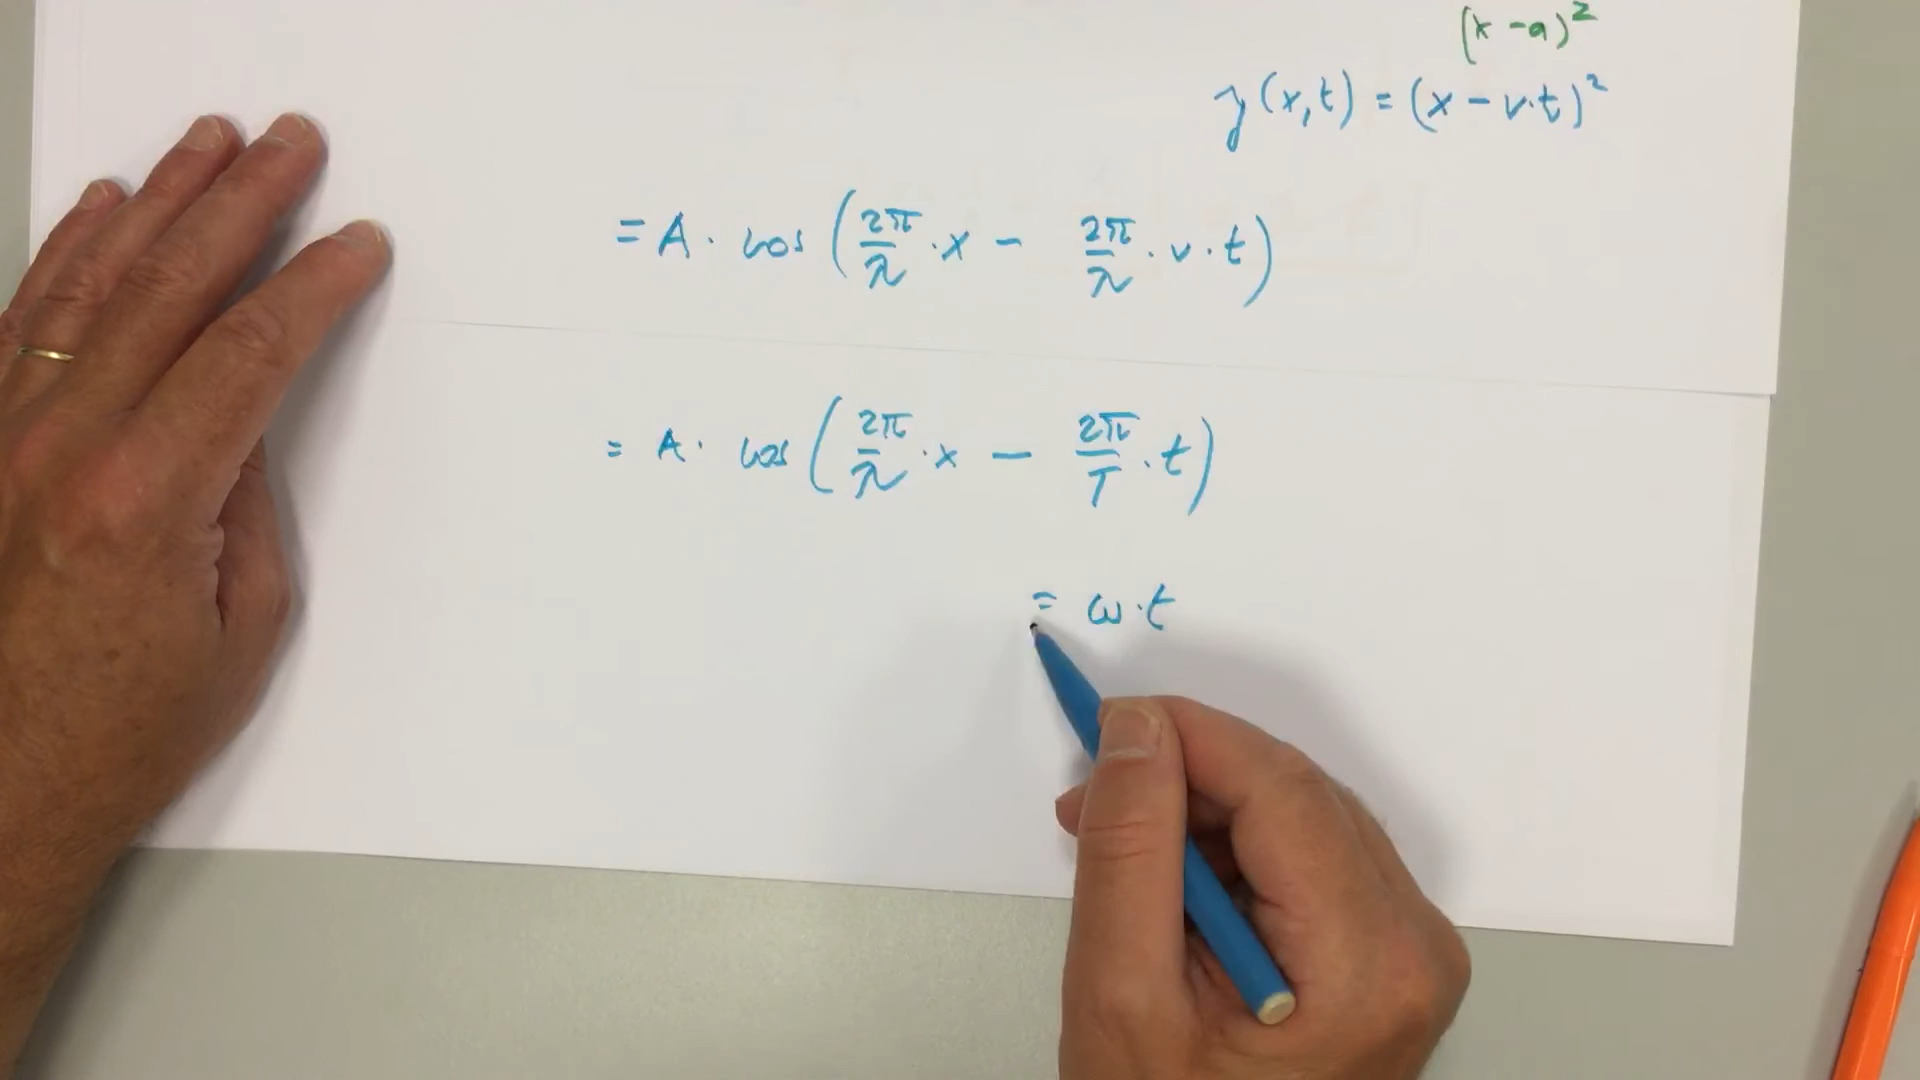 (x - a)²
y(x,t) = (x - v·t)²
= A · cos(2π/λ · x - 2π/λ · v · t)
= A · cos(2π/λ · x - 2π/T · t)
= ω·t